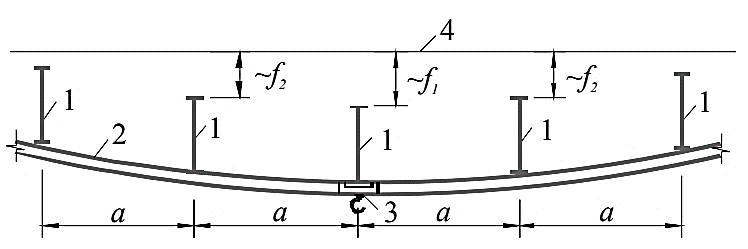 4
~f₂ ~f₁ ~f₂
1 1 1 1 1
2
3
a a a a